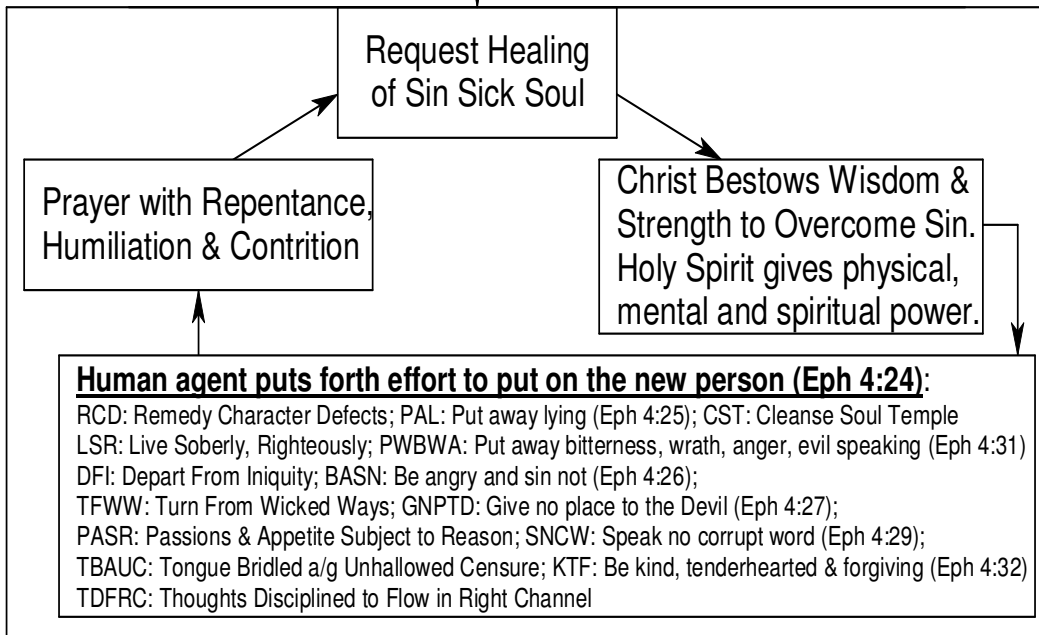 Request Healing
of Sin Sick Soul
Prayer with Repentance,
Humiliation & Contrition
Christ Bestows Wisdom &
Strength to Overcome Sin.
Holy Spirit gives physical,
mental and spiritual power.
Human agent puts forth effort to put on the new person (Eph 4:24):
RCD: Remedy Character Defects; PAL: Put away lying (Eph 4:25); CST: Cleanse Soul Temple
LSR: Live Soberly, Righteously; PWBWA: Put away bitterness, wrath, anger, evil speaking (Eph 4:31)
DFI: Depart From Iniquity; BASN: Be angry and sin not (Eph 4:26);
TFWW: Turn From Wicked Ways; GNPTD: Give no place to the Devil (Eph 4:27);
PASR: Passions & Appetite Subject to Reason; SNCW: Speak no corrupt word (Eph 4:29);
TBAUC: Tongue Bridled a/g Unhallowed Censure; KTF: Be kind, tenderhearted & forgiving (Eph 4:32)
TDFRC: Thoughts Disciplined to Flow in Right Channel